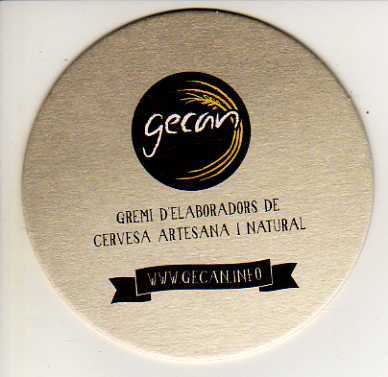 gecan
GREMI D'ELABORADORS DE
CERVESA ARTESANA I NATURAL
WWW.GECAN.INFO